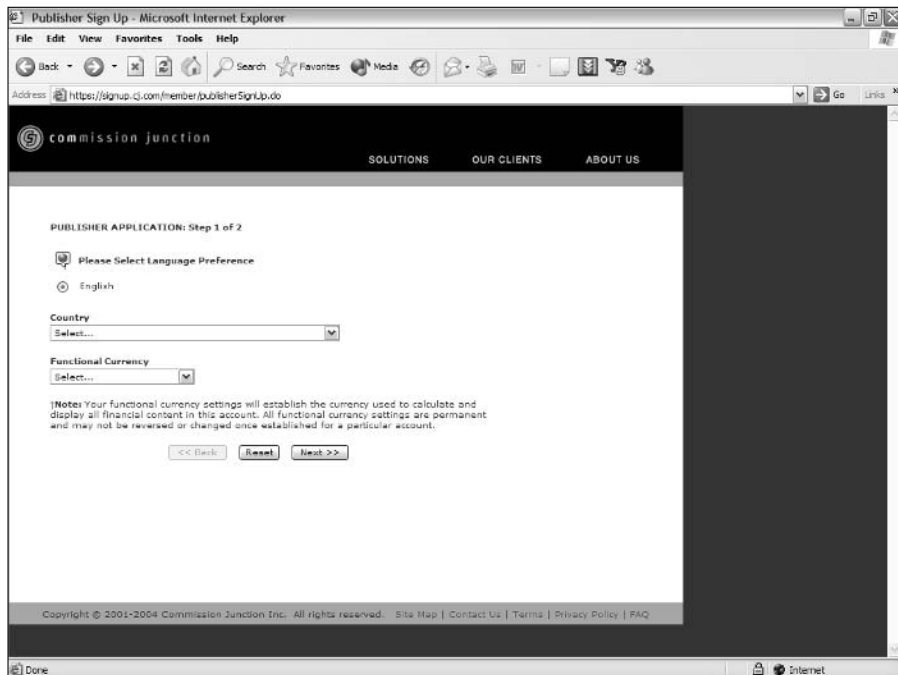 Publisher Sign Up - Microsoft Internet Explorer
File Edit View Favorites Tools Help
Back Search Favorites Media
Address https://signup.cj.com/member/publisherSignUp.do Go Links »
commission junction
SOLUTIONS OUR CLIENTS ABOUT US
PUBLISHER APPLICATION: Step 1 of 2
Please Select Language Preference
English
Country
Select...
Functional Currency
Select...
†Note: Your functional currency settings will establish the currency used to calculate and
display all financial content in this account. All functional currency settings are permanent
and may not be reversed or changed once established for a particular account.
<< Back Reset Next >>
Copyright © 2001-2004 Commission Junction Inc. All rights reserved. Site Map | Contact Us | Terms | Privacy Policy | FAQ
Done Internet